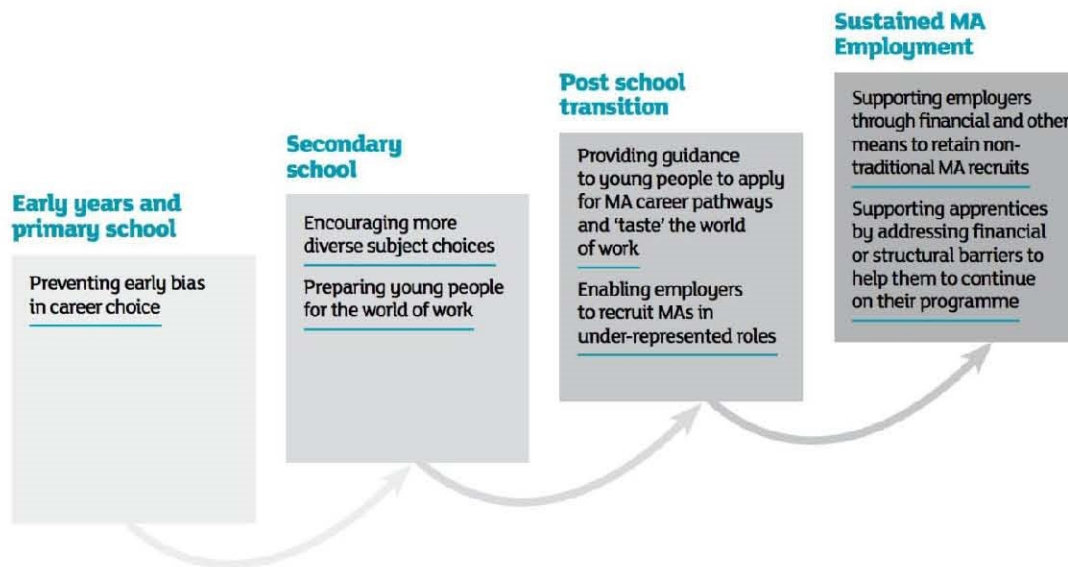 Early years and
primary school
Preventing early bias
in career choice
Secondary
school
Encouraging more
diverse subject choices
Preparing young people
for the world of work
Post school
transition
Providing guidance
to young people to apply
for MA career pathways
and ‘taste’ the world
of work
Enabling employers
to recruit MAs in
under-represented roles
Sustained MA
Employment
Supporting employers
through financial and other
means to retain non-
traditional MA recruits
Supporting apprentices
by addressing financial
or structural barriers to
help them to continue
on their programme